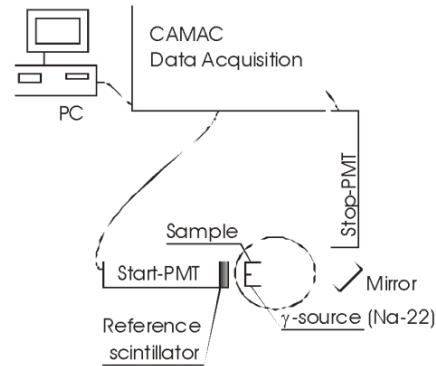 CAMAC
Data Acquisition
PC
Stop-PMT
Sample
Start-PMT
Mirror
γ-source (Na-22)
Reference
scintillator